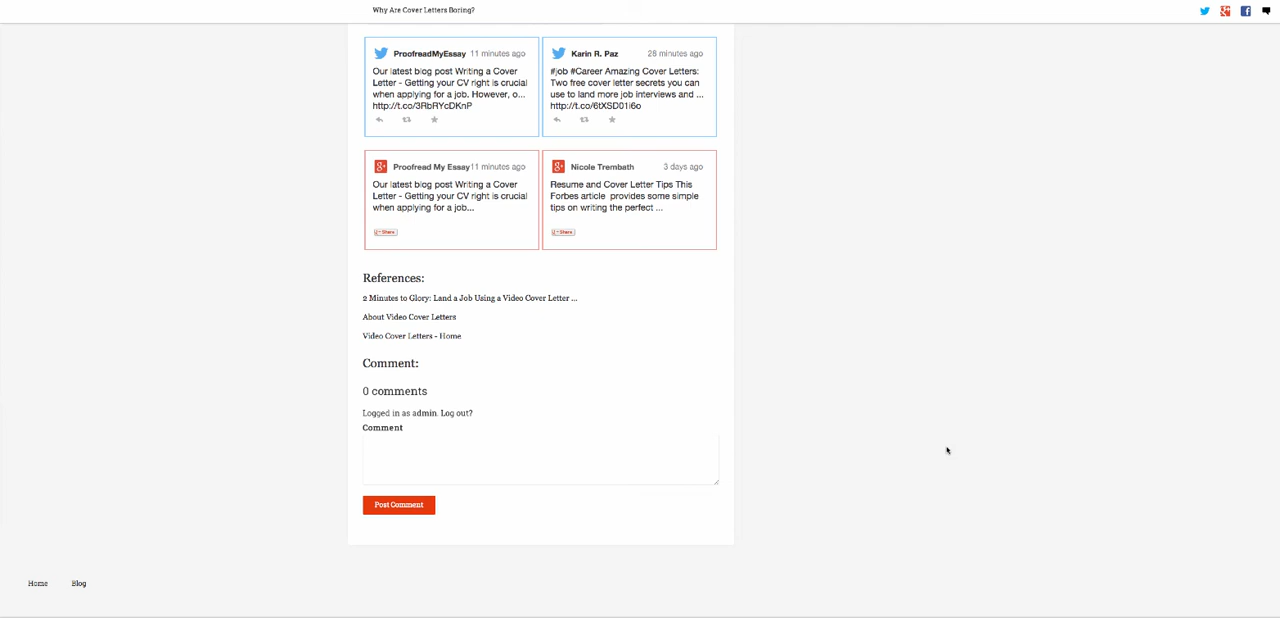 Why Are Cover Letters Boring?
ProofreadMyEssay 11 minutes ago
Our latest blog post Writing a Cover
Letter - Getting your CV right is crucial
when applying for a job. However, o...
http://t.co/3RbRYcDKnP
Karin R. Paz 28 minutes ago
#job #Career Amazing Cover Letters:
Two free cover letter secrets you can
use to land more job interviews and ...
http://t.co/6tXSD01i6o
Proofread My Essay 11 minutes ago
Our latest blog post Writing a Cover
Letter - Getting your CV right is crucial
when applying for a job...
Share
Nicole Trembath 3 days ago
Resume and Cover Letter Tips This
Forbes article provides some simple
tips on writing the perfect ...
Share
References:
2 Minutes to Glory: Land a Job Using a Video Cover Letter ...
About Video Cover Letters
Video Cover Letters - Home
Comment:
0 comments
Logged in as admin. Log out?
Comment
Post Comment
Home Blog